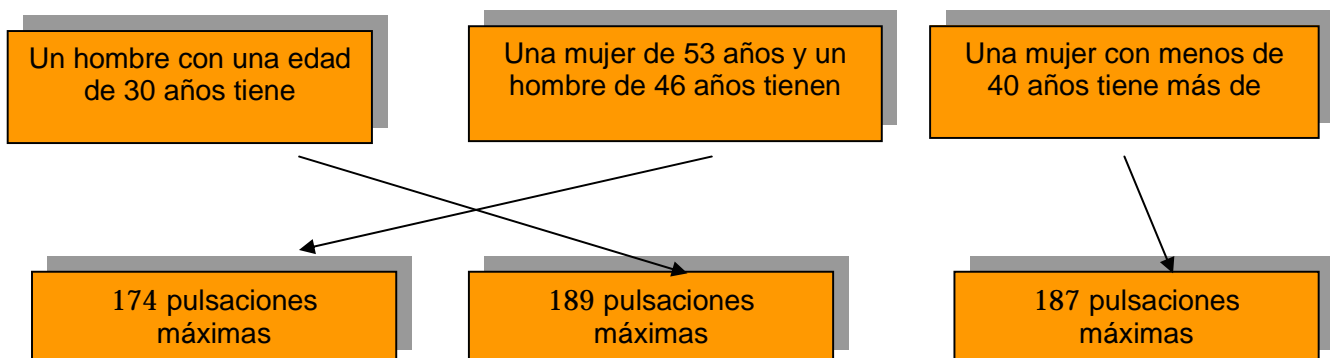 Un hombre con una edad
de 30 años tiene
Una mujer de 53 años y un
hombre de 46 años tienen
Una mujer con menos de
40 años tiene más de
174 pulsaciones
máximas
189 pulsaciones
máximas
187 pulsaciones
máximas